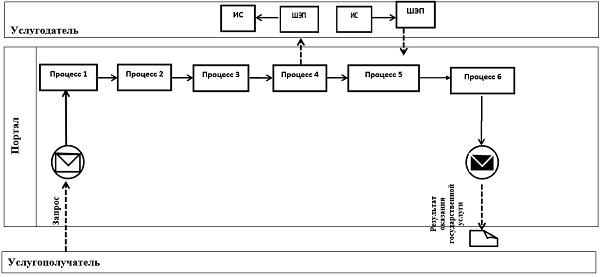 ИС
ШЭП
ИС
ШЭП
Услугодатель
Процесс 1
Процесс 2
Процесс 3
Процесс 4
Процесс 5
Процесс 6
Портал
Запрос
Результат
оказания
государственной
услуги
Услугополучатель